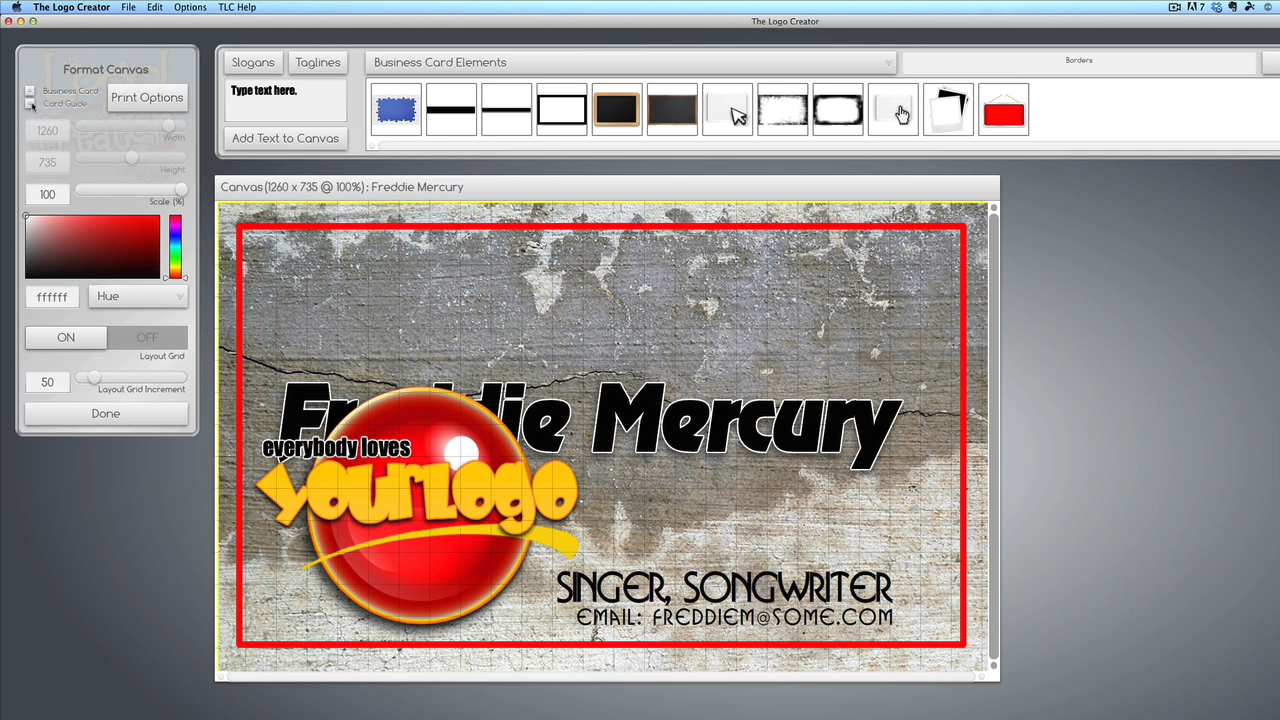 The Logo Creator File Edit Options TLC Help 7
The Logo Creator
Format Canvas
Business Card
Card Guide
Print Options
1260
Width
735
Height
100
Scale (%)
ffffff
Hue
ON OFF
Layout Grid
50
Layout Grid Increment
Done
Slogans Taglines
Type text here.
Add Text to Canvas
Business Card Elements
Borders
Canvas (1260 x 735 @ 100%) : Freddie Mercury
Freddie Mercury
everybody loves
yourLogo
SINGER, SONGWRITER
EMAIL: FREDDIEM@SOME.COM